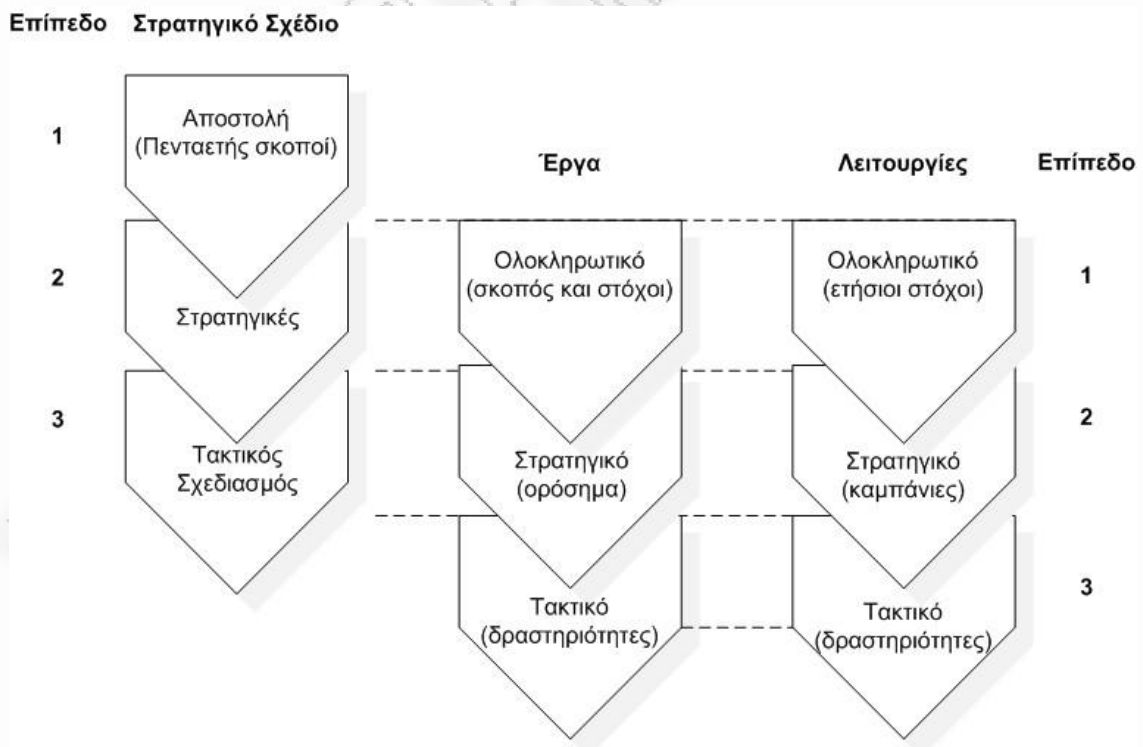 Επίπεδο Στρατηγικό Σχέδιο
1
Αποστολή
(Πενταετής σκοποί)
2
Στρατηγικές
3
Τακτικός
Σχεδιασμός
Έργα
Ολοκληρωτικό
(σκοπός και στόχοι)
Στρατηγικό
(ορόσημα)
Τακτικό
(δραστηριότητες)
Λειτουργίες
Ολοκληρωτικό
(ετήσιοι στόχοι)
Στρατηγικό
(καμπάνιες)
Τακτικό
(δραστηριότητες)
Επίπεδο
1
2
3